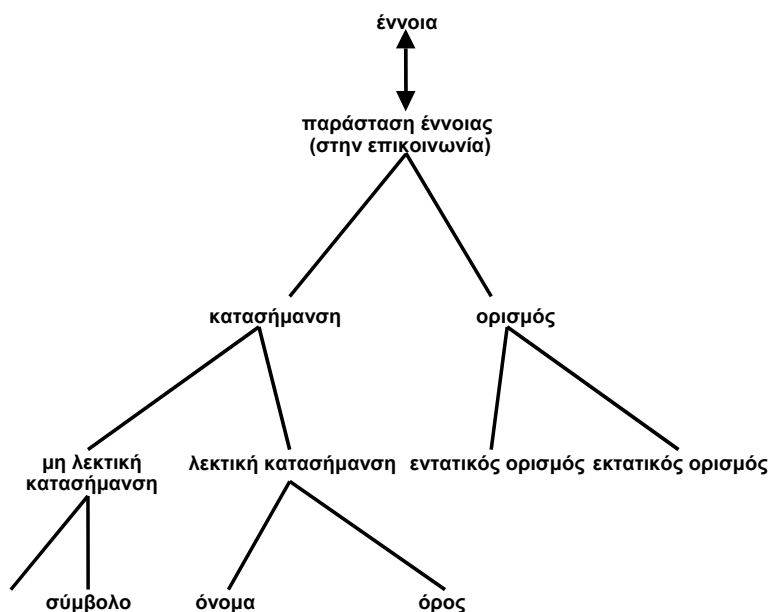 έννοια
παράσταση έννοιας
(στην επικοινωνία)
κατασήμανση
ορισμός
μη λεκτική
κατασήμανση
λεκτική κατασήμανση
εντατικός ορισμός
εκτατικός ορισμός
σύμβολο
όνομα
όρος